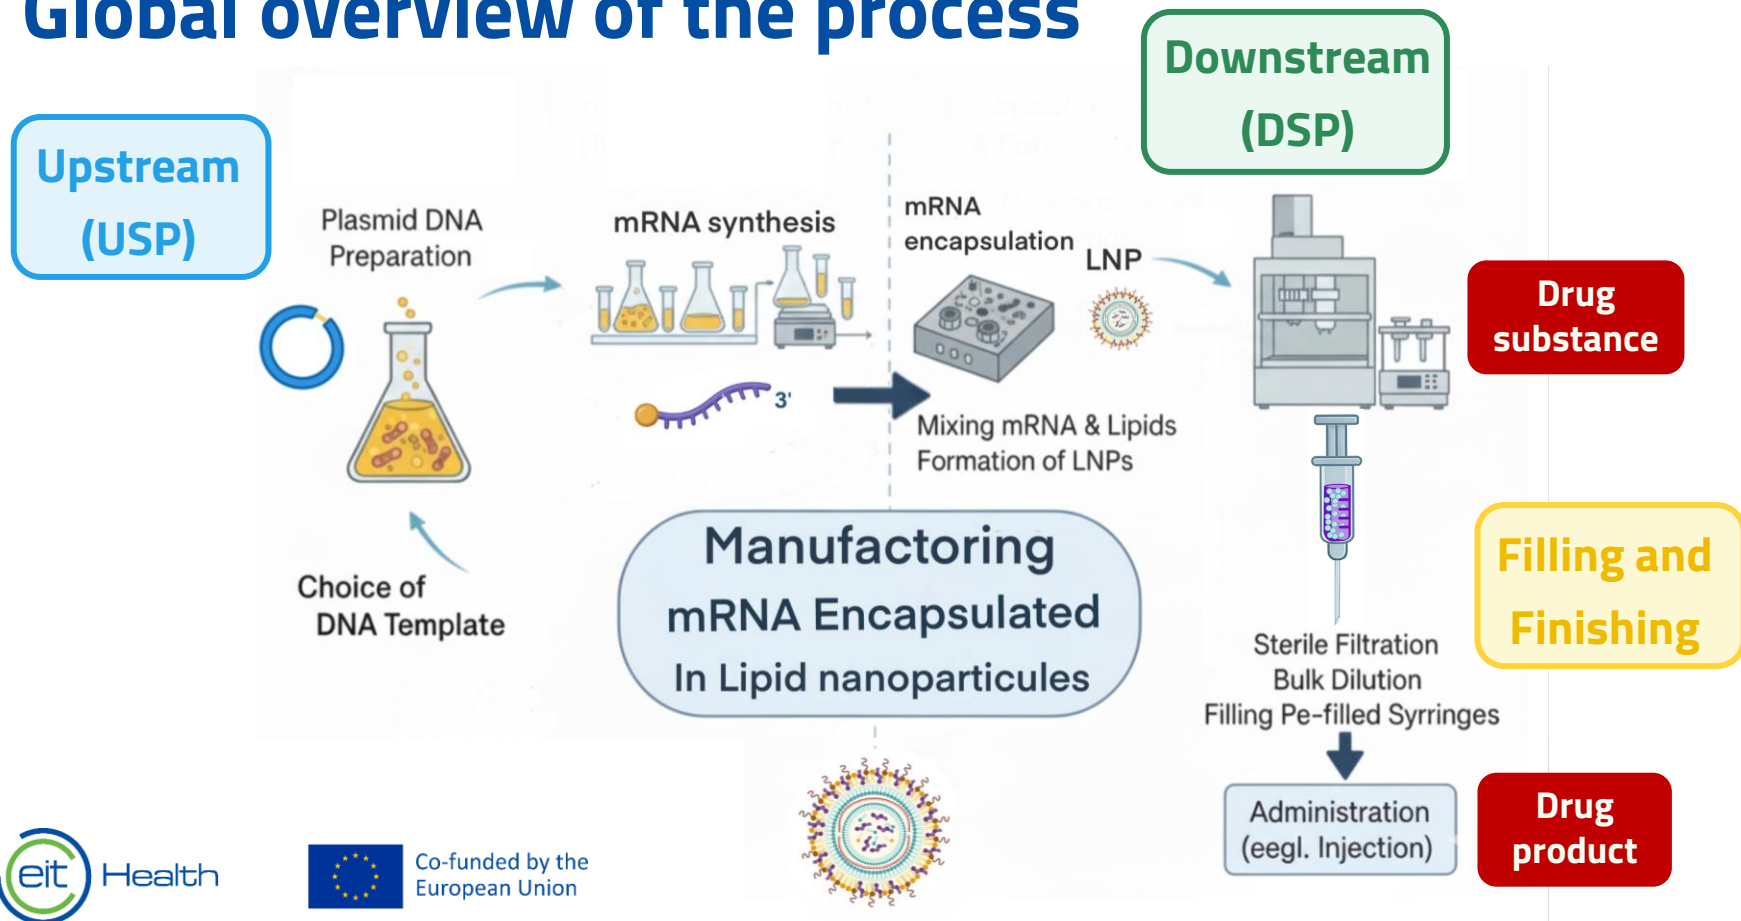 Global overview of the process
Downstream
(DSP)
Upstream
(USP)
Plasmid DNA
Preparation
mRNA synthesis
mRNA
encapsulation
LNP
Drug
substance
3'
Mixing mRNA & Lipids
Formation of LNPs
Manufactoring
mRNA Encapsulated
In Lipid nanoparticules
Choice of
DNA Template
Filling and
Finishing
Sterile Filtration
Bulk Dilution
Filling Pe-filled Syrringes
Administration
(eegl. Injection)
Drug
product
eit Health
Co-funded by the
European Union